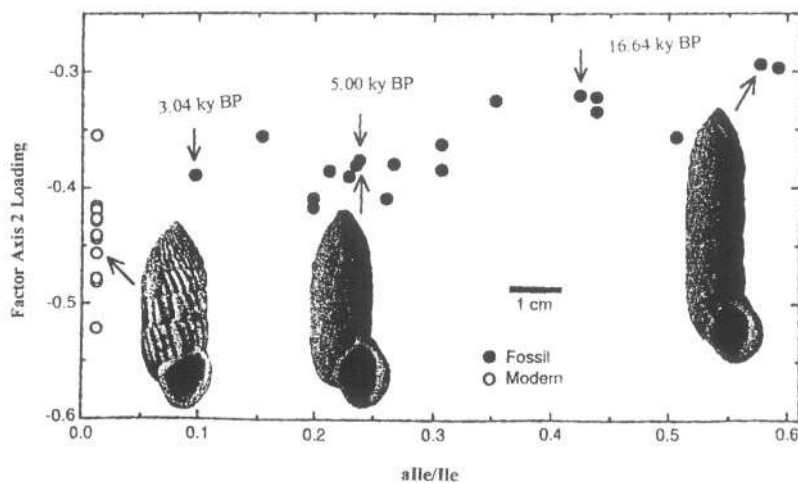 -0.3
-0.4
-0.5
-0.6
Factor Axis 2 Loading
3.04 ky BP
5.00 ky BP
16.64 ky BP
1 cm
Fossil
Modern
0.0 0.1 0.2 0.3 0.4 0.5 0.6
aIle/Ile